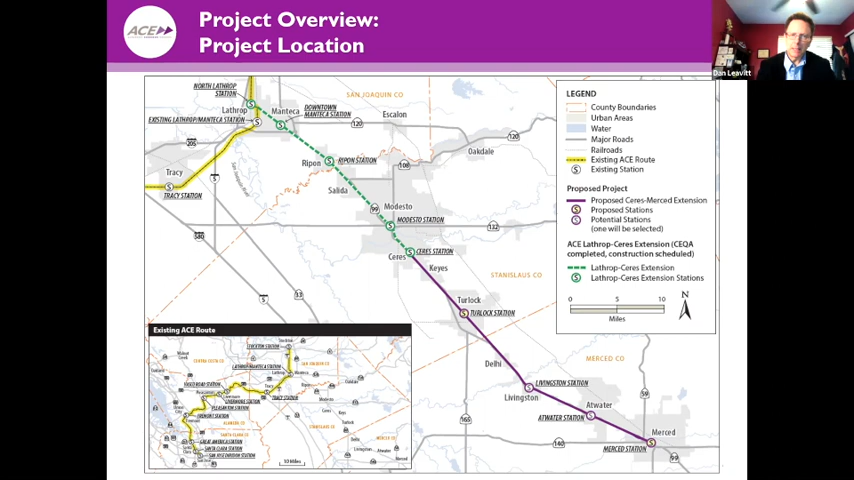 ACE
Project Overview:
Project Location
Dan Leavitt
NORTH LATHROP
STATION
SAN JOAQUIN CO
Lathrop
Manteca
DOWNTOWN
MANTECA STATION
Escalon
EXISTING LATHROP/MANTECA STATION
120
120
205
Ripon
RIPON STATION
108
Oakdale
Tracy
5
TRACY STATION
Salida
99
Modesto
MODESTO STATION
132
580
Ceres
CERES STATION
Keyes
STANISLAUS CO
5
33
Turlock
TURLOCK STATION
Delhi
MERCED CO
LIVINGSTON STATION
Livingston
59
Atwater
ATWATER STATION
165
Merced
140
MERCED STATION
99
LEGEND
County Boundaries
Urban Areas
Water
Major Roads
Railroads
Existing ACE Route
Existing Station
Proposed Project
Proposed Ceres-Merced Extension
Proposed Stations
Potential Stations
(one will be selected)
ACE Lathrop-Ceres Extension (CEQA
completed, construction scheduled)
Lathrop-Ceres Extension
Lathrop-Ceres Extension Stations
0 5 10
Miles
N
Existing ACE Route
STOCKTON STATION
LATHROP/MANTECA STATION
TRACY STATION
VASCO ROAD STATION
LIVERMORE STATION
PLEASANTON STATION
FREMONT STATION
GREAT AMERICA STATION
SANTA CLARA STATION
SAN JOSE DIRIDON STATION
10 Miles